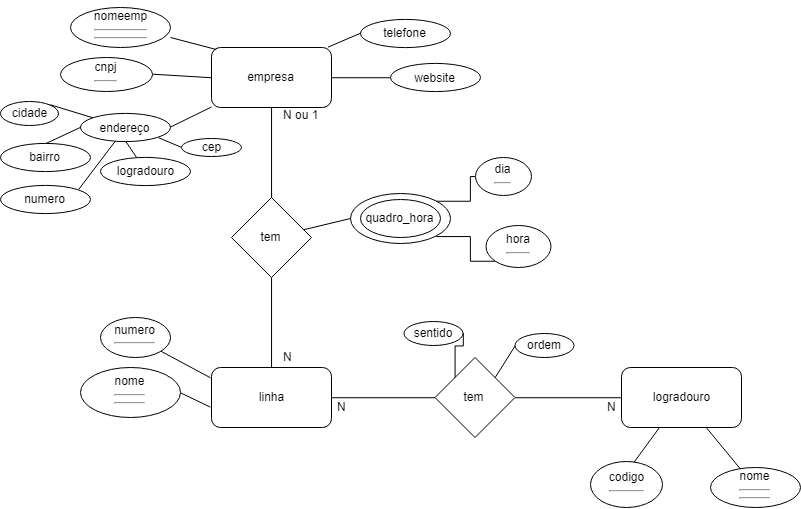 nomeemp
telefone
cnpj
empresa
website
cidade
N ou 1
endereço
cep
bairro
logradouro
dia
numero
quadro_hora
tem
hora
numero
sentido
ordem
N
nome
linha
tem
logradouro
N
N
codigo
nome